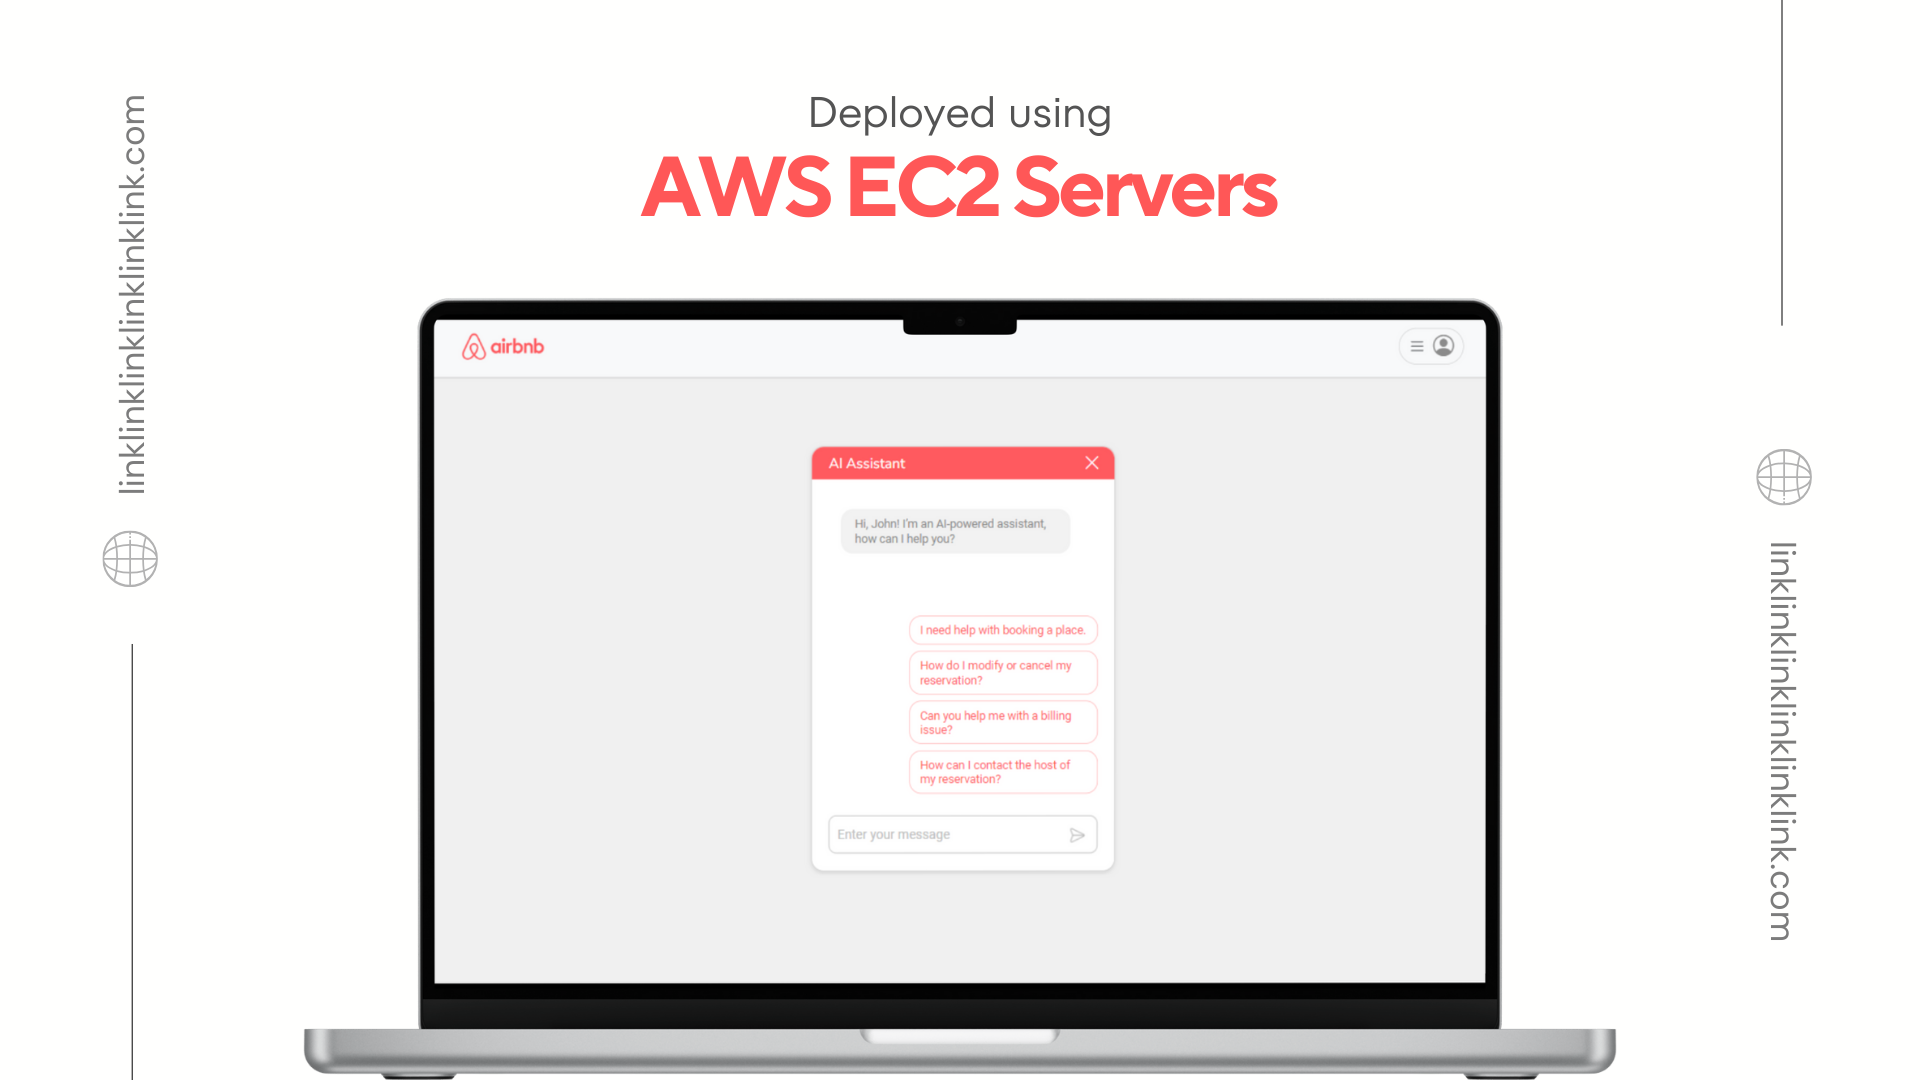 Deployed using
AWS EC2 Servers
linklinklinklinklinklinklink.com
airbnb
AI Assistant
Hi, John! I'm an AI-powered assistant,
how can I help you?
I need help with booking a place.
How do I modify or cancel my
reservation?
Can you help me with a billing
issue?
How can I contact the host of
my reservation?
Enter your message
linklinklinklinklinklinklink.com